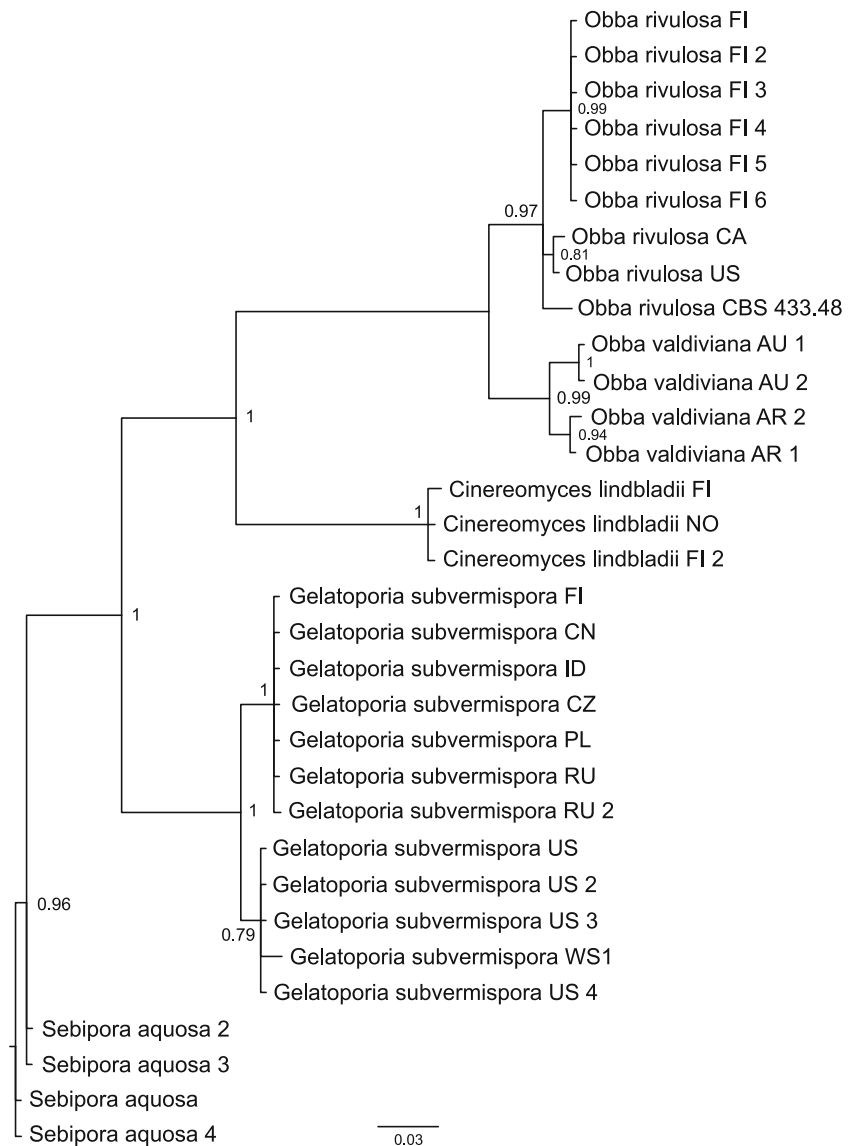 Obba rivulosa FI
Obba rivulosa FI 2
Obba rivulosa FI 3
0.99
Obba rivulosa FI 4
Obba rivulosa FI 5
Obba rivulosa FI 6
0.97
Obba rivulosa CA
0.81
Obba rivulosa US
Obba rivulosa CBS 433.48
Obba valdiviana AU 1
1
Obba valdiviana AU 2
0.99
Obba valdiviana AR 2
0.94
Obba valdiviana AR 1
1
Cinereomyces lindbladii FI
1
Cinereomyces lindbladii NO
Cinereomyces lindbladii FI 2
Gelatoporia subvermispora FI
1
Gelatoporia subvermispora CN
Gelatoporia subvermispora ID
1
Gelatoporia subvermispora CZ
Gelatoporia subvermispora PL
Gelatoporia subvermispora RU
Gelatoporia subvermispora RU 2
1
Gelatoporia subvermispora US
Gelatoporia subvermispora US 2
0.96
Gelatoporia subvermispora US 3
0.79
Gelatoporia subvermispora WS1
Gelatoporia subvermispora US 4
Sebipora aquosa 2
Sebipora aquosa 3
Sebipora aquosa
Sebipora aquosa 4
0.03